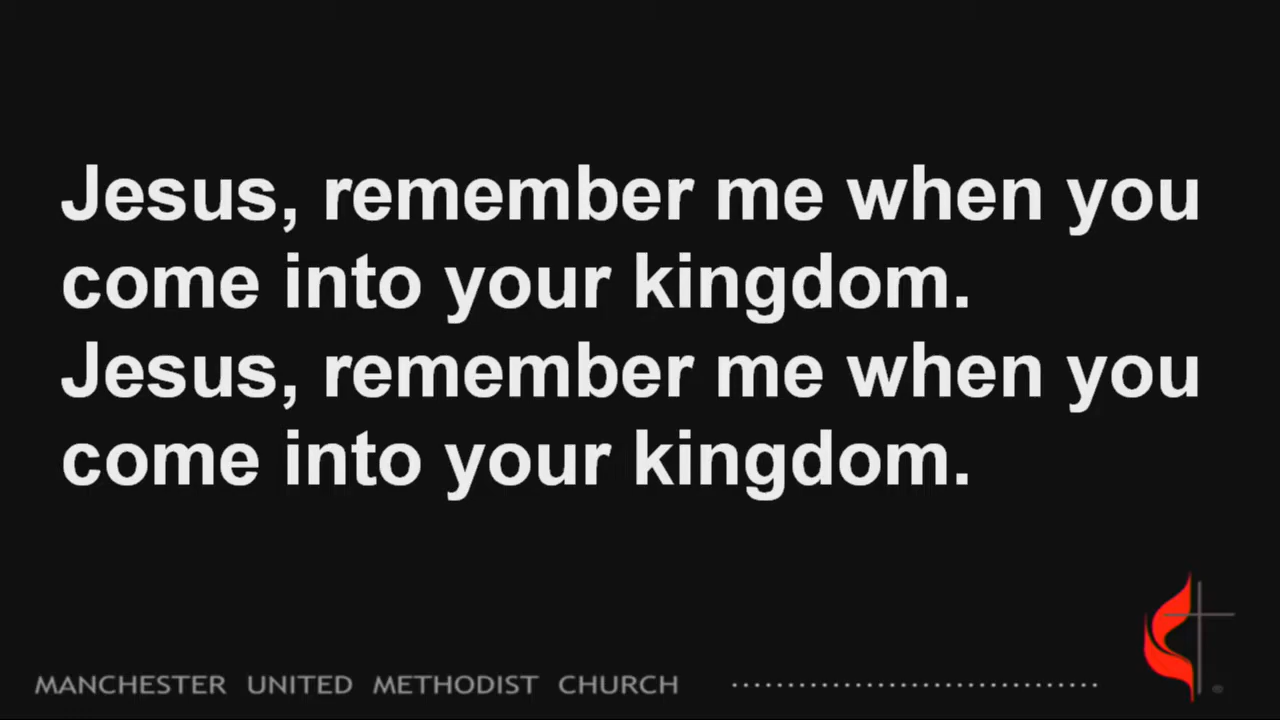 Jesus, remember me when you
come into your kingdom.
Jesus, remember me when you
come into your kingdom.
MANCHESTER UNITED METHODIST CHURCH